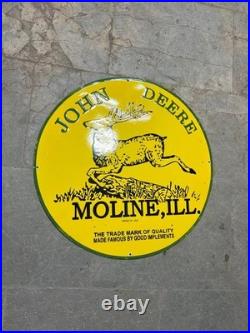 JOHN DEERE
MOLINE, ILL.
THE TRADE MARK OF QUALITY
MADE FAMOUS BY GOOD IMPLEMENTS